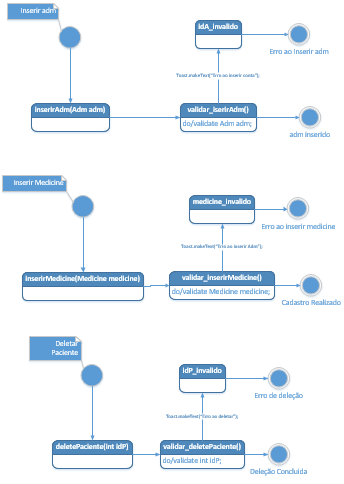 Inserir adm
idA_invalido
Erro ao inserir adm
Toast.makeText("Erro ao inserir conta");
InserirAdm(Adm adm)
validar_iserirAdm()
do/validate Adm adm;
adm inserido
Inserir Medicine
medicine_invalido
Erro ao inserir medicine
Toast.makeText("Erro ao inserir Adm");
inserirMedicine(Medicine medicine)
validar_inserirMedicine()
do/validate Medicine medicine;
Cadastro Realizado
Deletar
Paciente
idP_invalido
Erro de deleção
Toast.makeText("Erro ao deletar");
deletePaciente(int idP)
validar_deletePaciente()
do/validate int idP;
Deleção Concluida